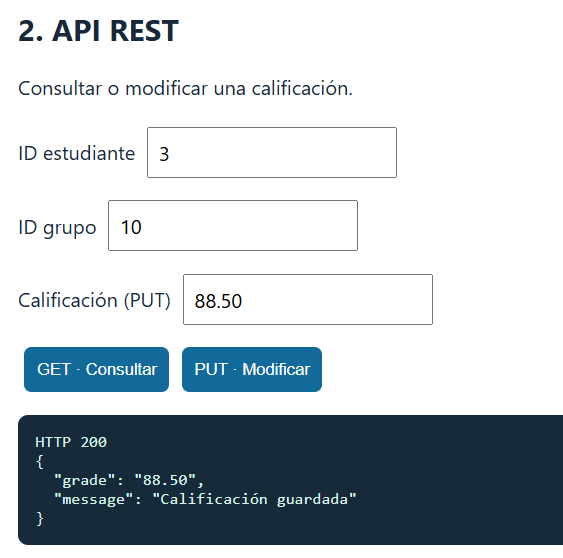 2. API REST
Consultar o modificar una calificación.
ID estudiante 3
ID grupo 10
Calificación (PUT) 88.50
GET · Consultar PUT · Modificar
HTTP 200
{
  "grade": "88.50",
  "message": "Calificación guardada"
}